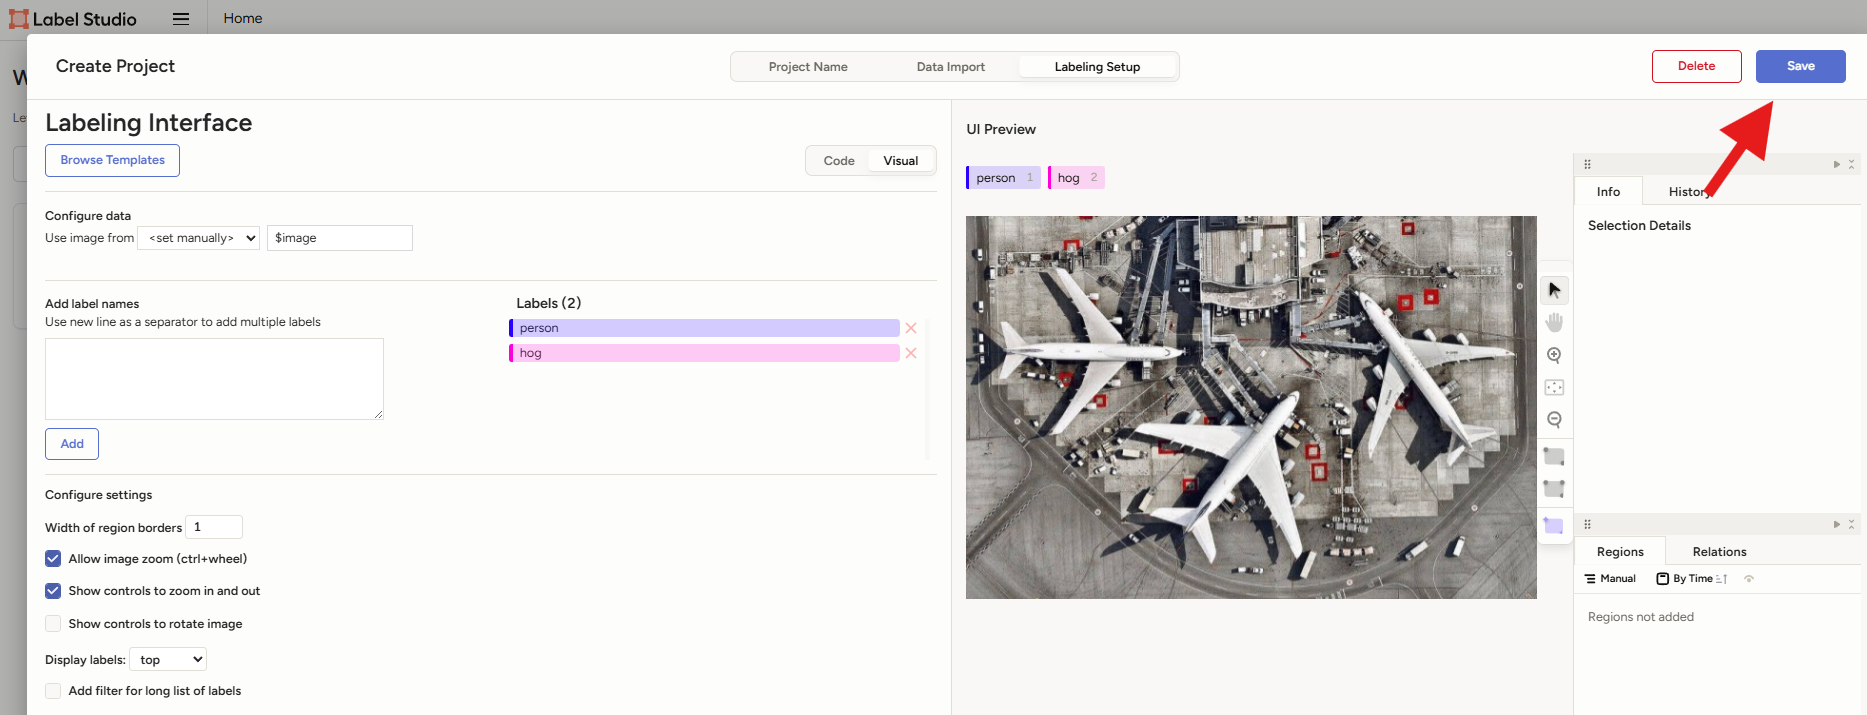 Label Studio
Home
Create Project
Project Name
Data Import
Labeling Setup
Delete
Save
Labeling Interface
Browse Templates
Code
Visual
Configure data
Use image from <set manually> $image
Add label names
Use new line as a separator to add multiple labels
Add
Labels (2)
person
hog
Configure settings
Width of region borders 1
Allow image zoom (ctrl+wheel)
Show controls to zoom in and out
Show controls to rotate image
Display labels: top
Add filter for long list of labels
UI Preview
person 1
hog 2
Info
History
Selection Details
Regions
Relations
Manual
By Time
Regions not added